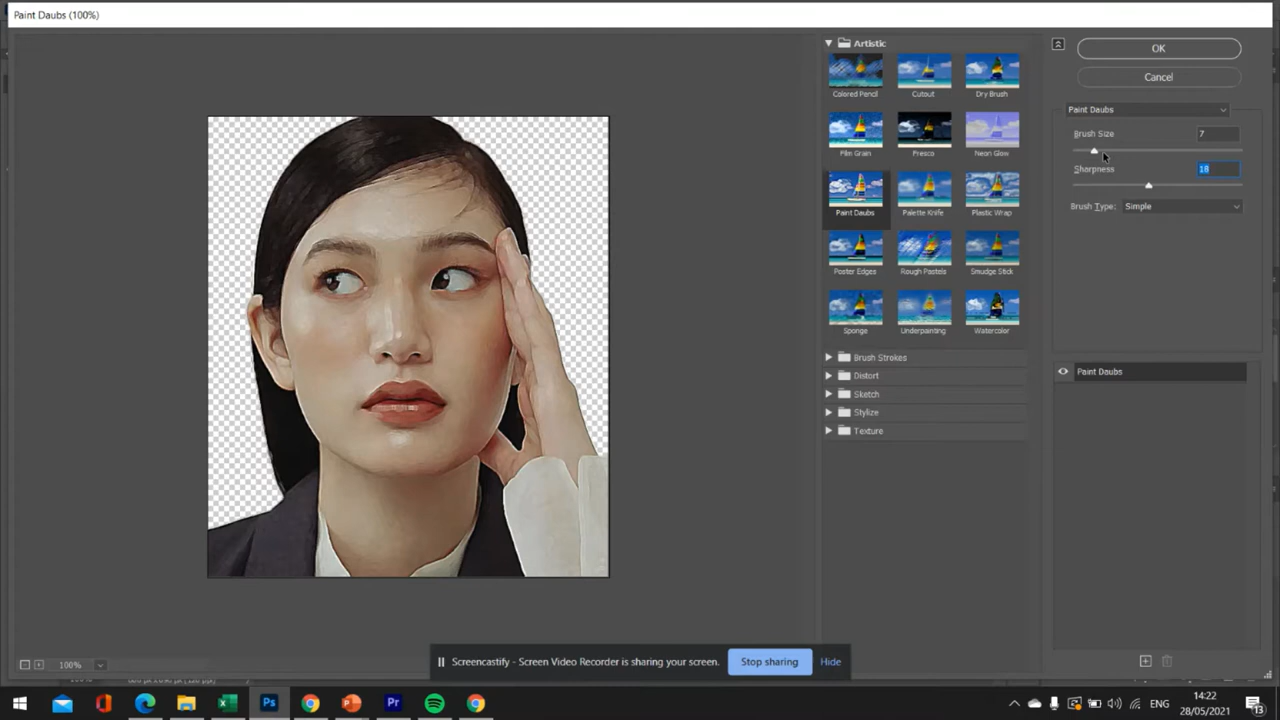 Paint Daubs (100%)
Artistic
Colored Pencil
Cutout
Dry Brush
Film Grain
Fresco
Neon Glow
Paint Daubs
Palette Knife
Plastic Wrap
Poster Edges
Rough Pastels
Smudge Stick
Sponge
Underpainting
Watercolor
Brush Strokes
Distort
Sketch
Stylize
Texture
OK
Cancel
Paint Daubs
Brush Size 7
Sharpness 18
Brush Type: Simple
Paint Daubs
100%
Screencastify - Screen Video Recorder is sharing your screen.
Stop sharing
Hide
Ps
Pr
ENG
14:22
28/05/2021
13